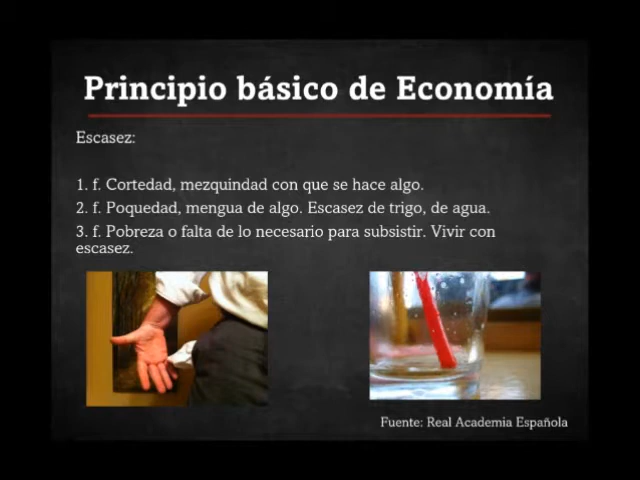 Principio básico de Economía
Escasez:
1. f. Cortedad, mezquindad con que se hace algo.
2. f. Poquedad, mengua de algo. Escasez de trigo, de agua.
3. f. Pobreza o falta de lo necesario para subsistir. Vivir con
escasez.
Fuente: Real Academia Española